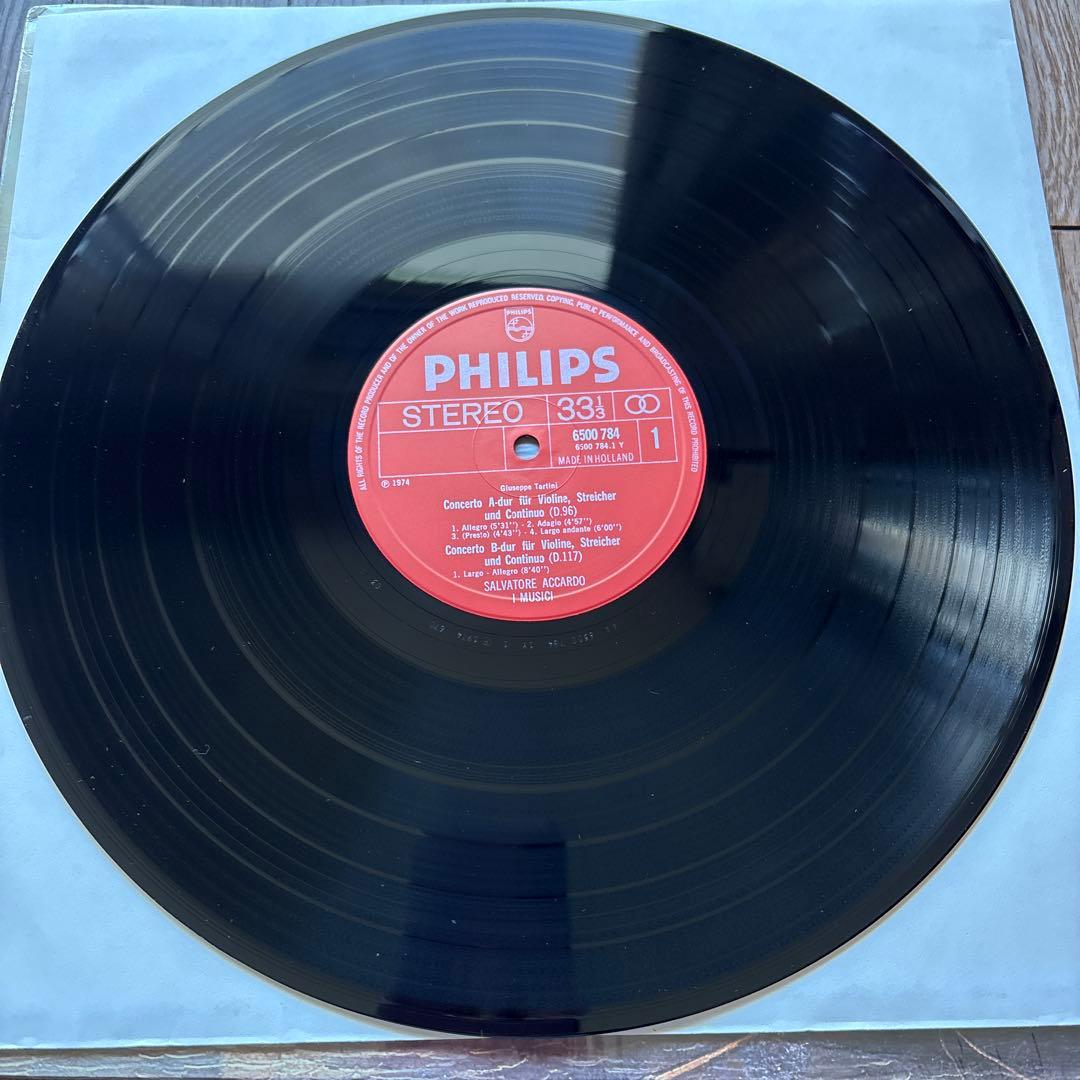 ALL RIGHTS OF THE RECORD PRODUCER AND OF THE OWNER OF THE WORK REPRODUCED RESERVED. COPYING, PUBLIC PERFORMANCE AND BROADCASTING OF THIS RECORD PROHIBITED
PHILIPS
PHILIPS
STEREO
33 1/3
6500 784
6500 784.1 Y
MADE IN HOLLAND
1
℗ 1974
Giuseppe Tartini
Concerto A-dur für Violine, Streicher
und Continuo (D.96)
1. Allegro (5'31'') - 2. Adagio (4'57'')
3. (Presto) (4'43'') - 4. Largo andante (6'00'')
Concerto B-dur für Violine, Streicher
und Continuo (D.117)
1. Largo - Allegro (8'40'')
SALVATORE ACCARDO
I MUSICI